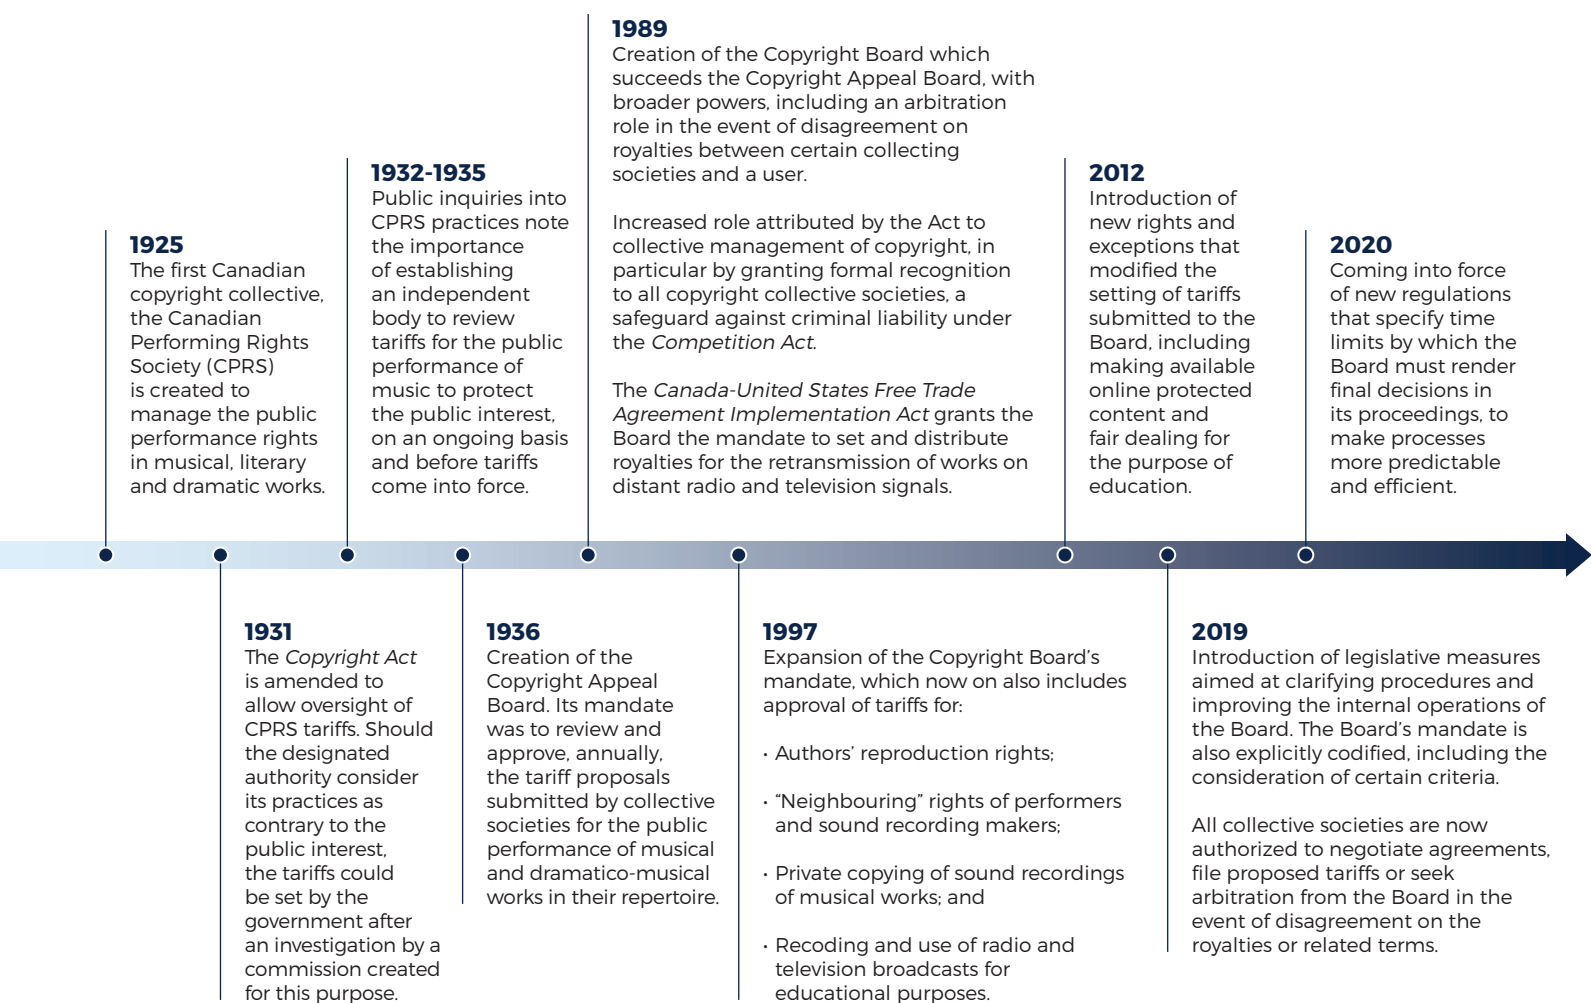 1989
Creation of the Copyright Board which
succeeds the Copyright Appeal Board, with
broader powers, including an arbitration
role in the event of disagreement on
royalties between certain collecting
societies and a user.
Increased role attributed by the Act to
collective management of copyright, in
particular by granting formal recognition
to all copyright collective societies, a
safeguard against criminal liability under
the Competition Act.
The Canada-United States Free Trade
Agreement Implementation Act grants the
Board the mandate to set and distribute
royalties for the retransmission of works on
distant radio and television signals.
1932-1935
Public inquiries into
CPRS practices note
the importance
of establishing
an independent
body to review
tariffs for the public
performance of
music to protect
the public interest,
on an ongoing basis
and before tariffs
come into force.
2012
Introduction of
new rights and
exceptions that
modified the
setting of tariffs
submitted to the
Board, including
making available
online protected
content and
fair dealing for
the purpose of
education.
1925
The first Canadian
copyright collective,
the Canadian
Performing Rights
Society (CPRS)
is created to
manage the public
performance rights
in musical, literary
and dramatic works.
2020
Coming into force
of new regulations
that specify time
limits by which the
Board must render
final decisions in
its proceedings, to
make processes
more predictable
and efficient.
1931
The Copyright Act
is amended to
allow oversight of
CPRS tariffs. Should
the designated
authority consider
its practices as
contrary to the
public interest,
the tariffs could
be set by the
government after
an investigation by a
commission created
for this purpose.
1936
Creation of the
Copyright Appeal
Board. Its mandate
was to review and
approve, annually,
the tariff proposals
submitted by collective
societies for the public
performance of musical
and dramatico-musical
works in their repertoire.
1997
Expansion of the Copyright Board’s
mandate, which now on also includes
approval of tariffs for:
• Authors’ reproduction rights;
• “Neighbouring” rights of performers
and sound recording makers;
• Private copying of sound recordings
of musical works; and
• Recoding and use of radio and
television broadcasts for
educational purposes.
2019
Introduction of legislative measures
aimed at clarifying procedures and
improving the internal operations of
the Board. The Board’s mandate is
also explicitly codified, including the
consideration of certain criteria.
All collective societies are now
authorized to negotiate agreements,
file proposed tariffs or seek
arbitration from the Board in the
event of disagreement on the
royalties or related terms.